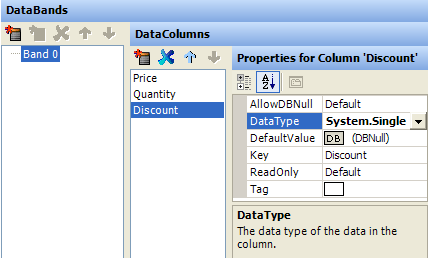 DataBands
Band 0
DataColumns
Price
Quantity
Discount
Properties for Column 'Discount'
AllowDBNull Default
DataType System.Single
DefaultValue DB (DBNull)
Key Discount
ReadOnly Default
Tag
DataType
The data type of the data in the
column.